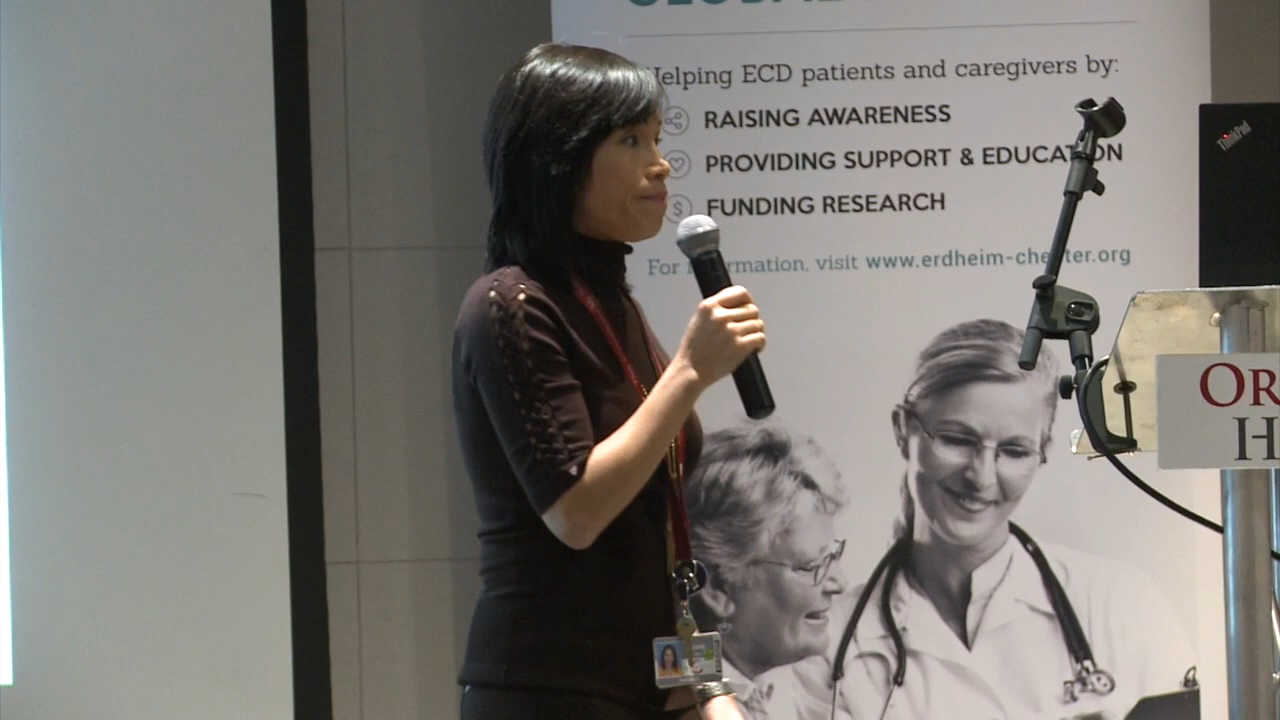 Helping ECD patients and caregivers by:
RAISING AWARENESS
PROVIDING SUPPORT & EDUCATION
$ FUNDING RESEARCH
For information, visit www.erdheim-chester.org
ThinkPad
OR
H